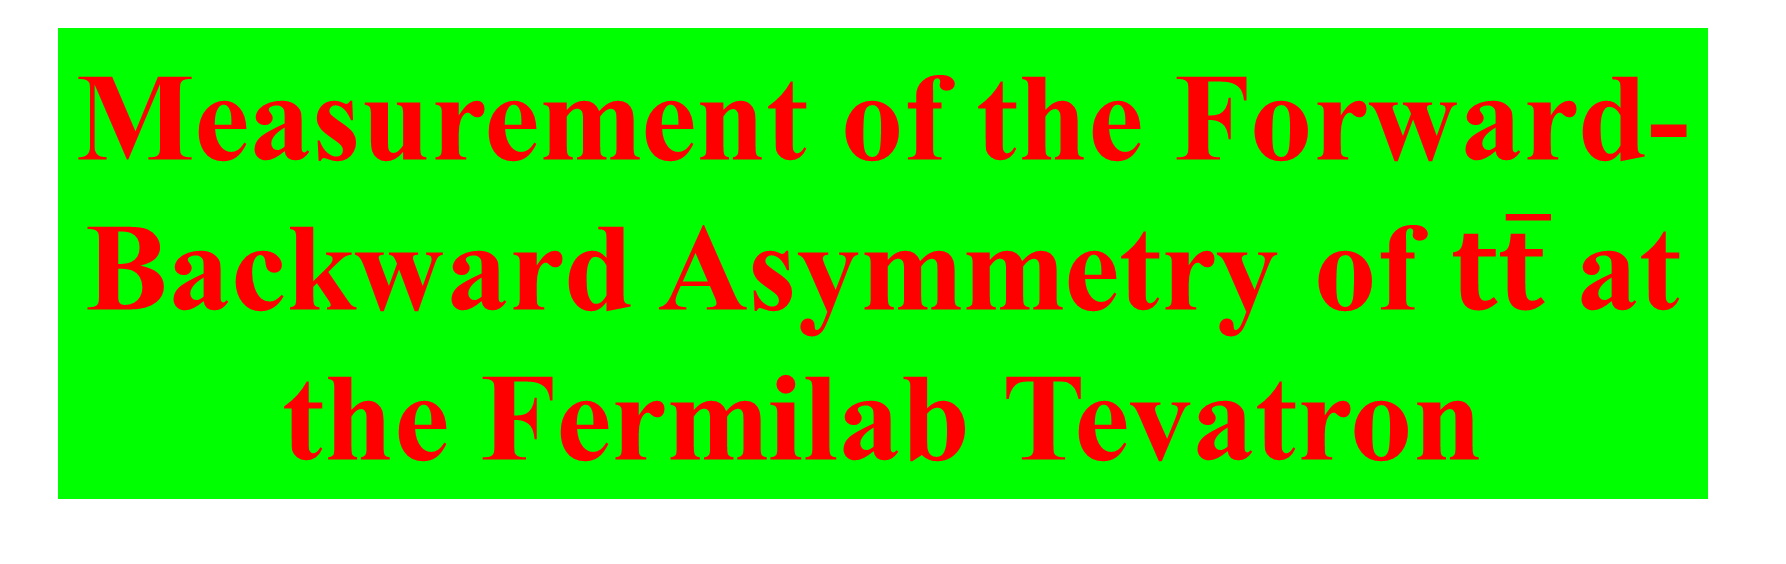 Measurement of the Forward-
Backward Asymmetry of tt̅ at
the Fermilab Tevatron